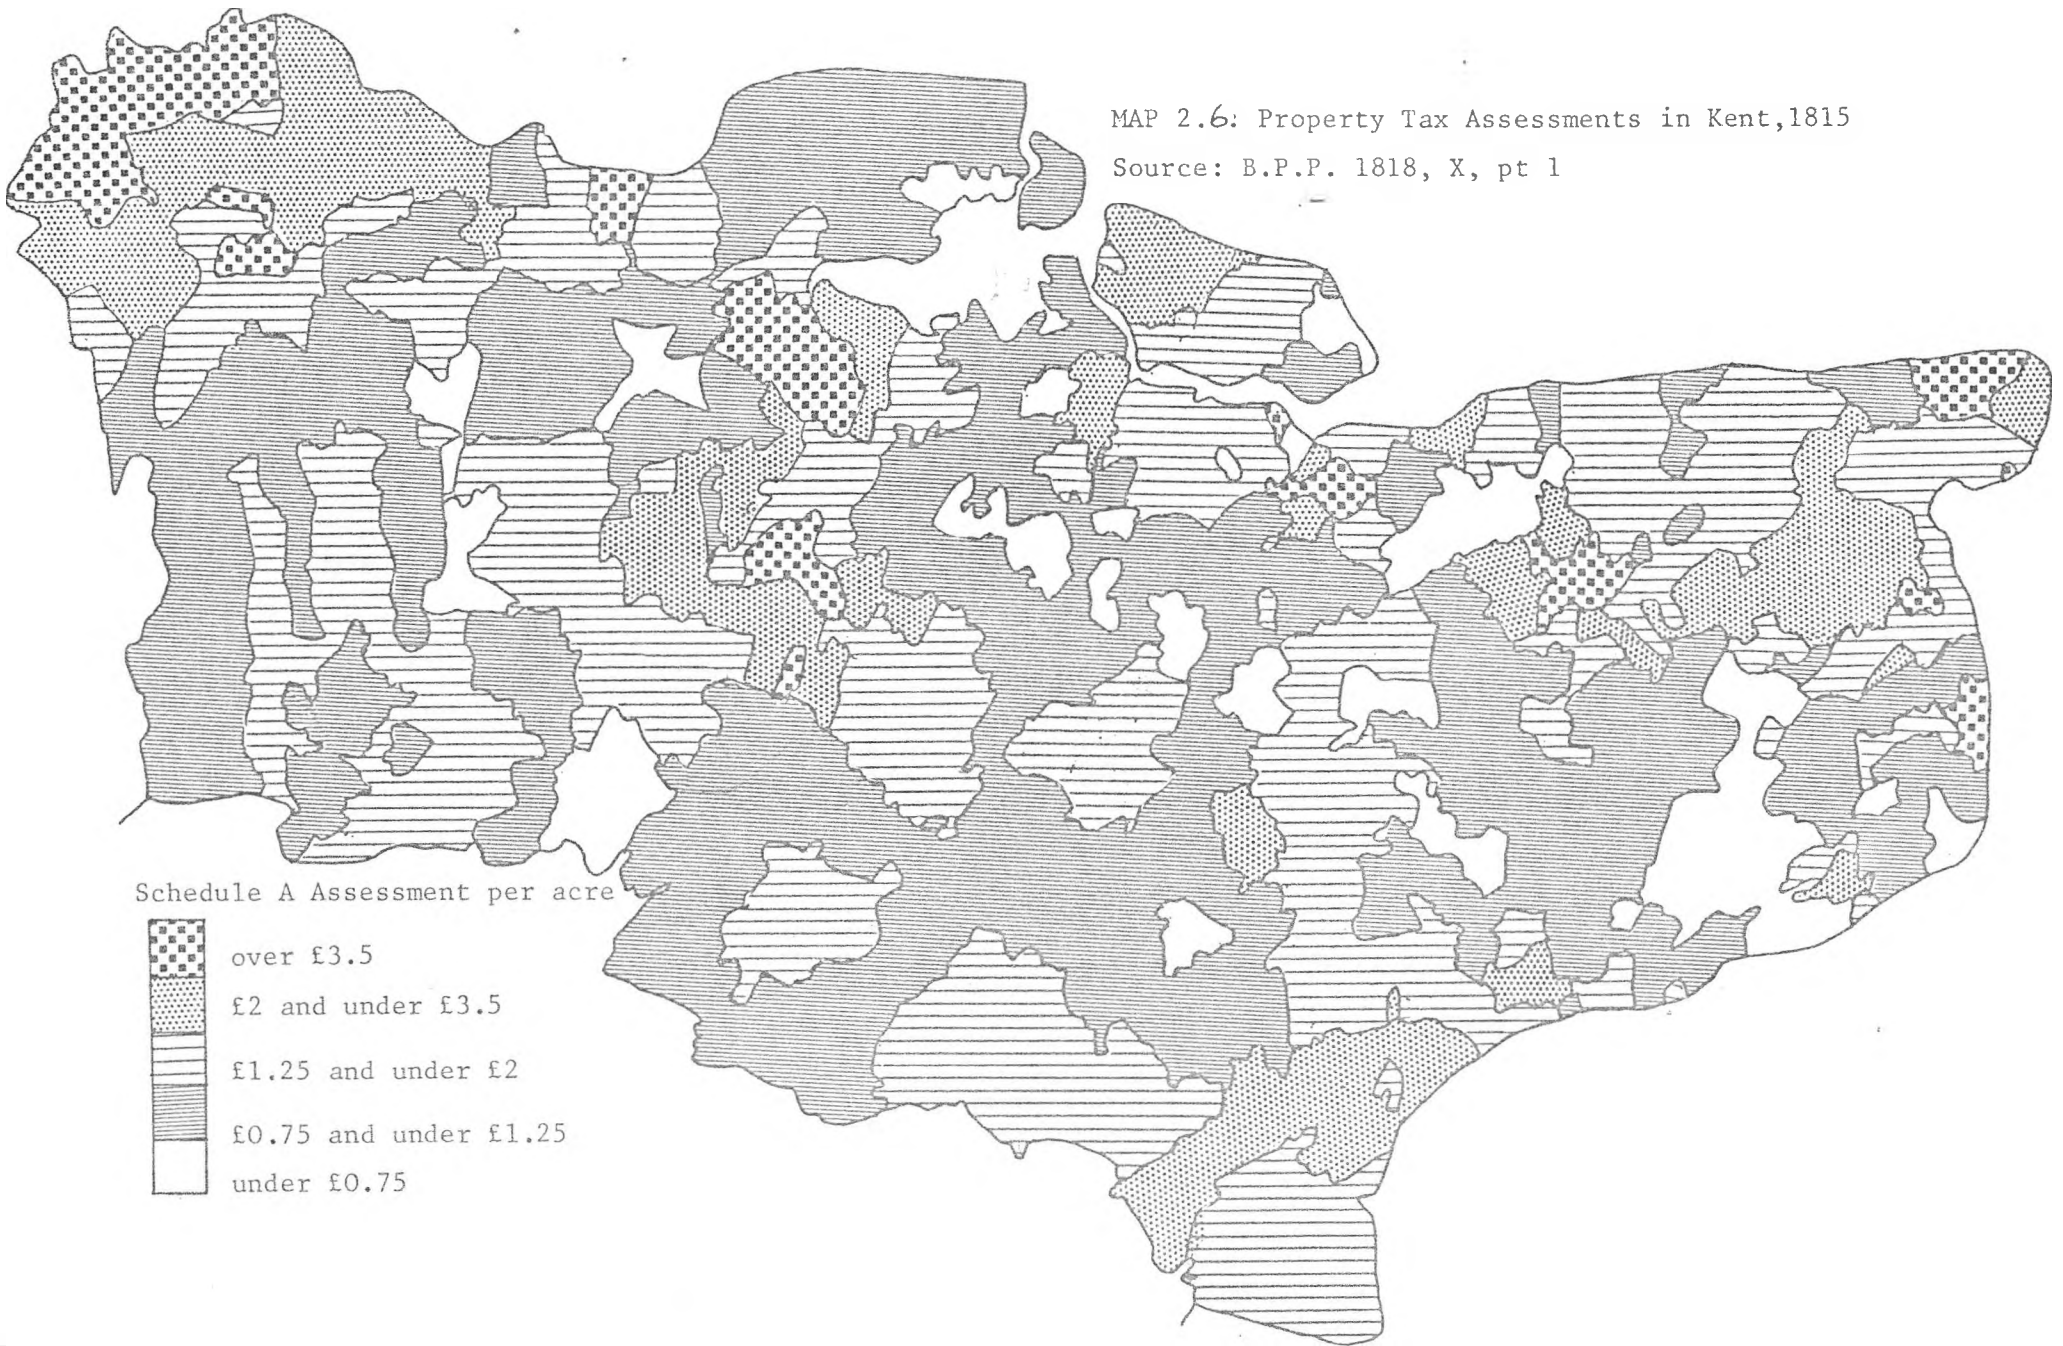 MAP 2.6: Property Tax Assessments in Kent,1815
Source: B.P.P. 1818, X, pt 1
Schedule A Assessment per acre
over £3.5
£2 and under £3.5
£1.25 and under £2
£0.75 and under £1.25
under £0.75